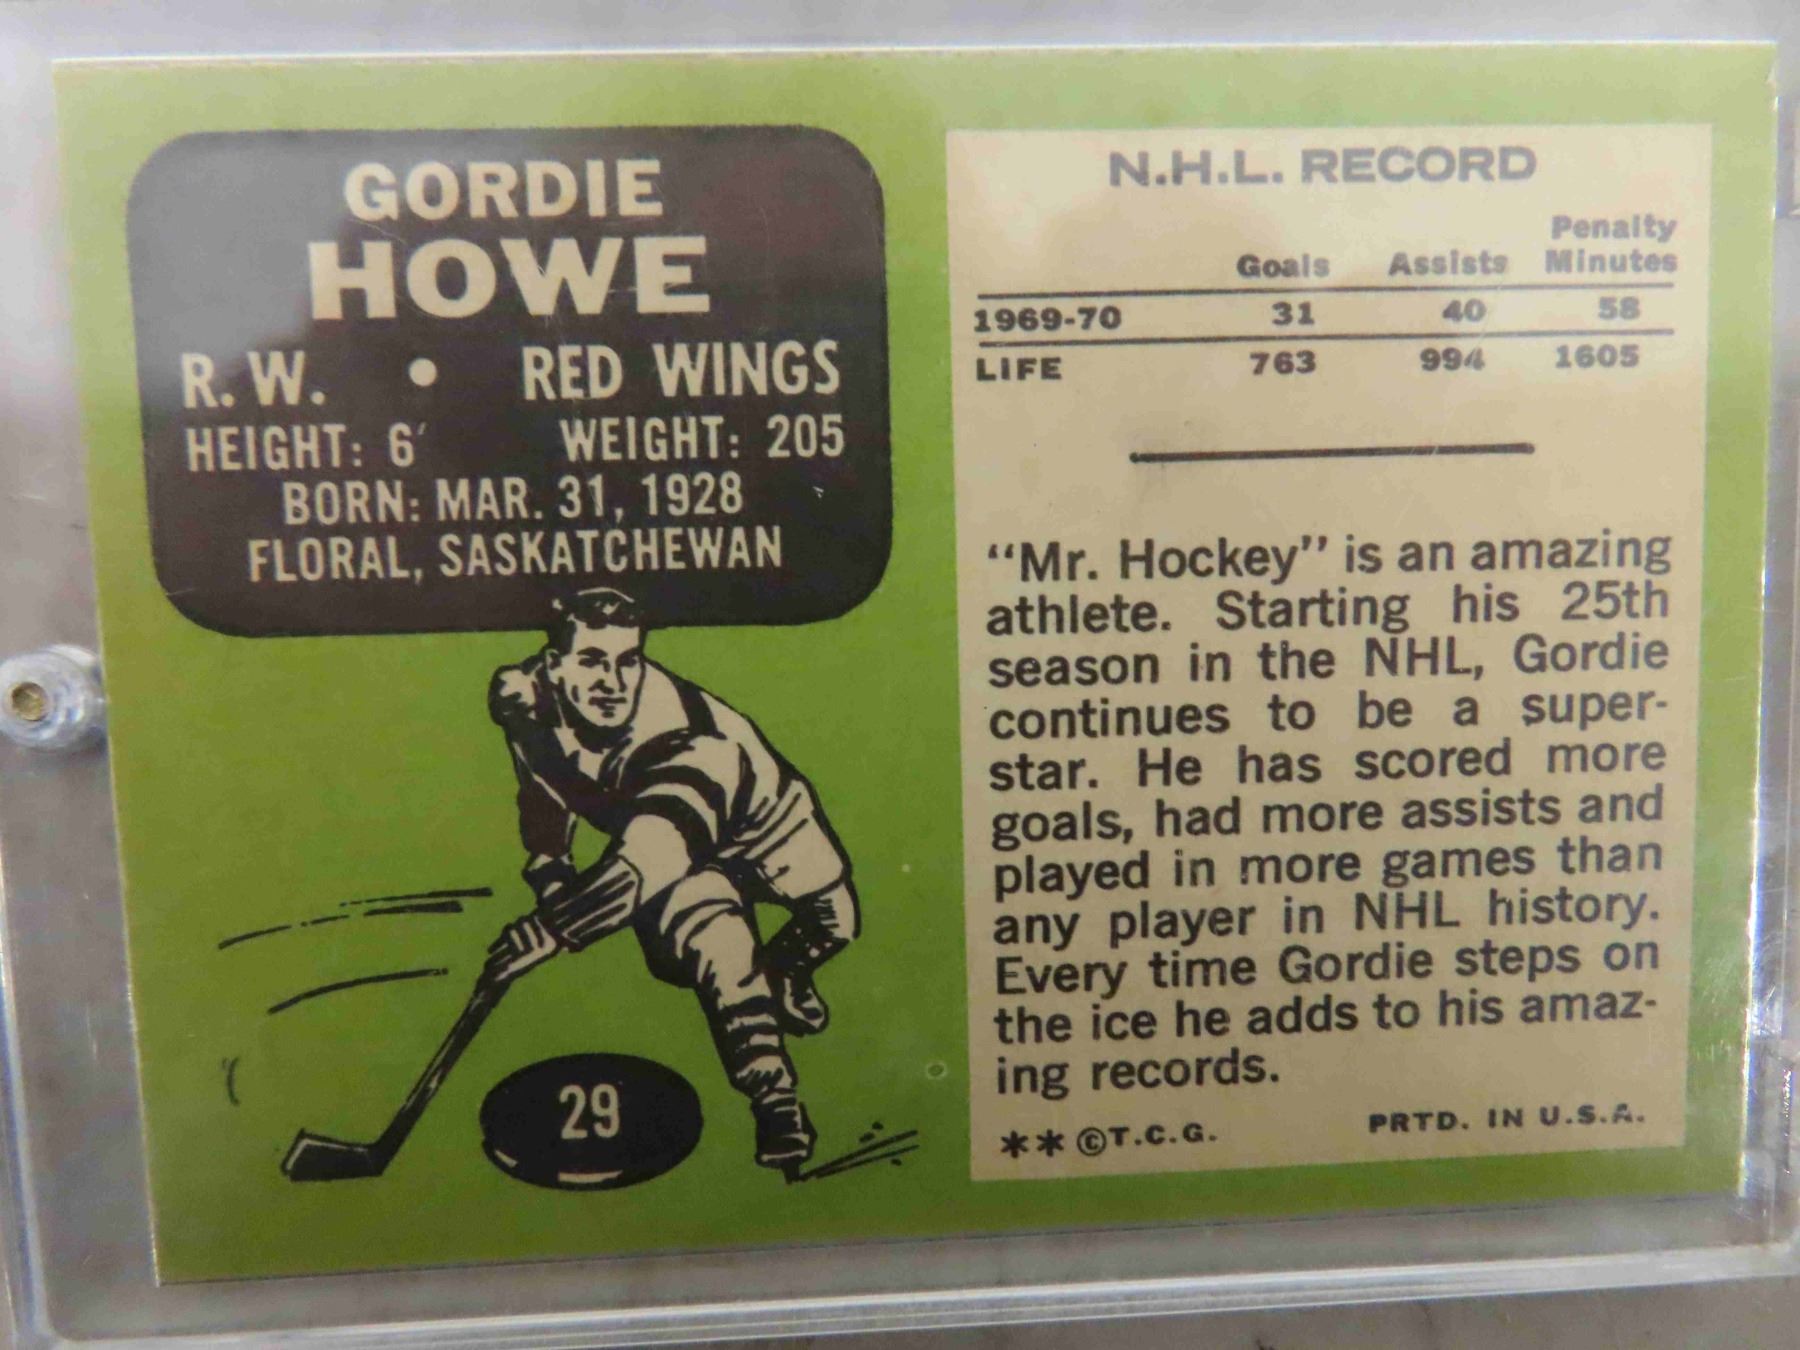 GORDIE
HOWE
R. W. • RED WINGS
HEIGHT: 6' WEIGHT: 205
BORN: MAR. 31, 1928
FLORAL, SASKATCHEWAN
29
N.H.L. RECORD
Goals Assists Penalty Minutes
1969-70 31 40 58
LIFE 763 994 1605
“Mr. Hockey” is an amazing
athlete. Starting his 25th
season in the NHL, Gordie
continues to be a super-
star. He has scored more
goals, had more assists and
played in more games than
any player in NHL history.
Every time Gordie steps on
the ice he adds to his amaz-
ing records.
**©T.C.G. PRTD. IN U.S.A.